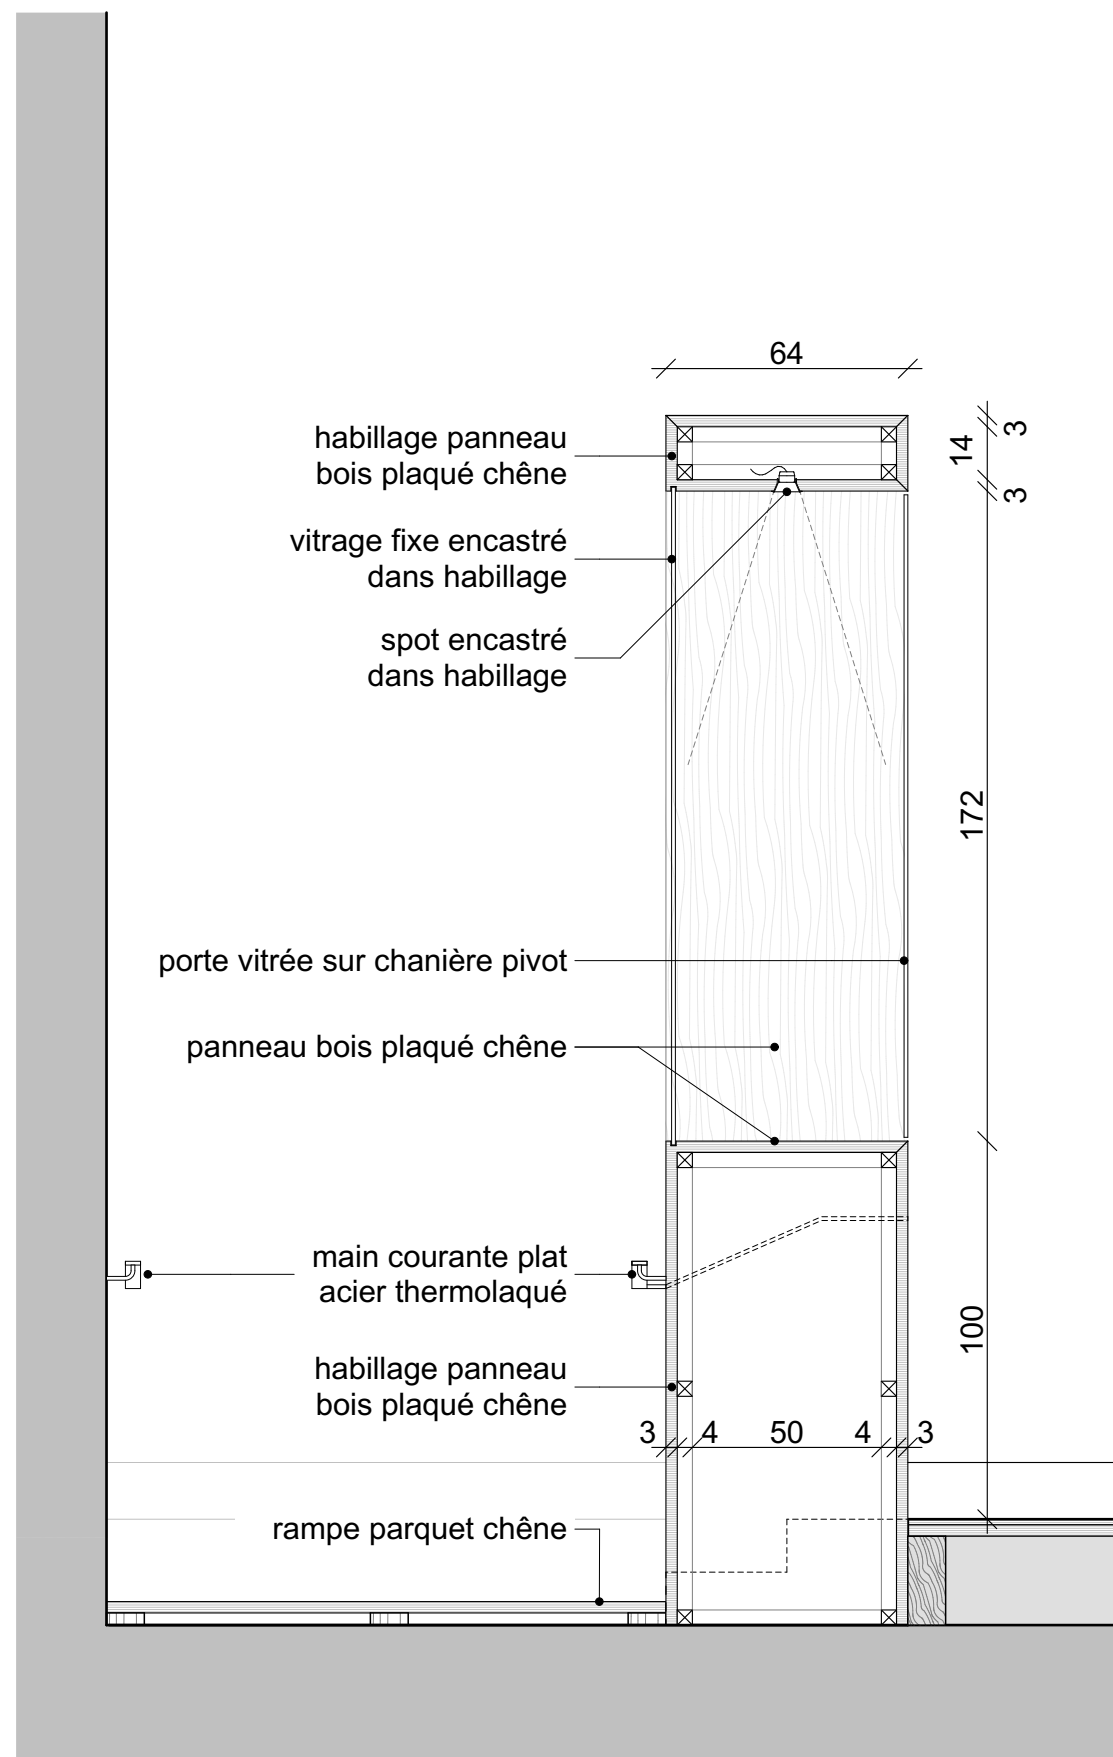 64
habillage panneau
bois plaqué chêne
3
14
3
vitrage fixe encastré
dans habillage
spot encastré
dans habillage
172
porte vitrée sur chanière pivot
panneau bois plaqué chêne
main courante plat
acier thermolaqué
100
habillage panneau
bois plaqué chêne
3 4 50 4 3
rampe parquet chêne